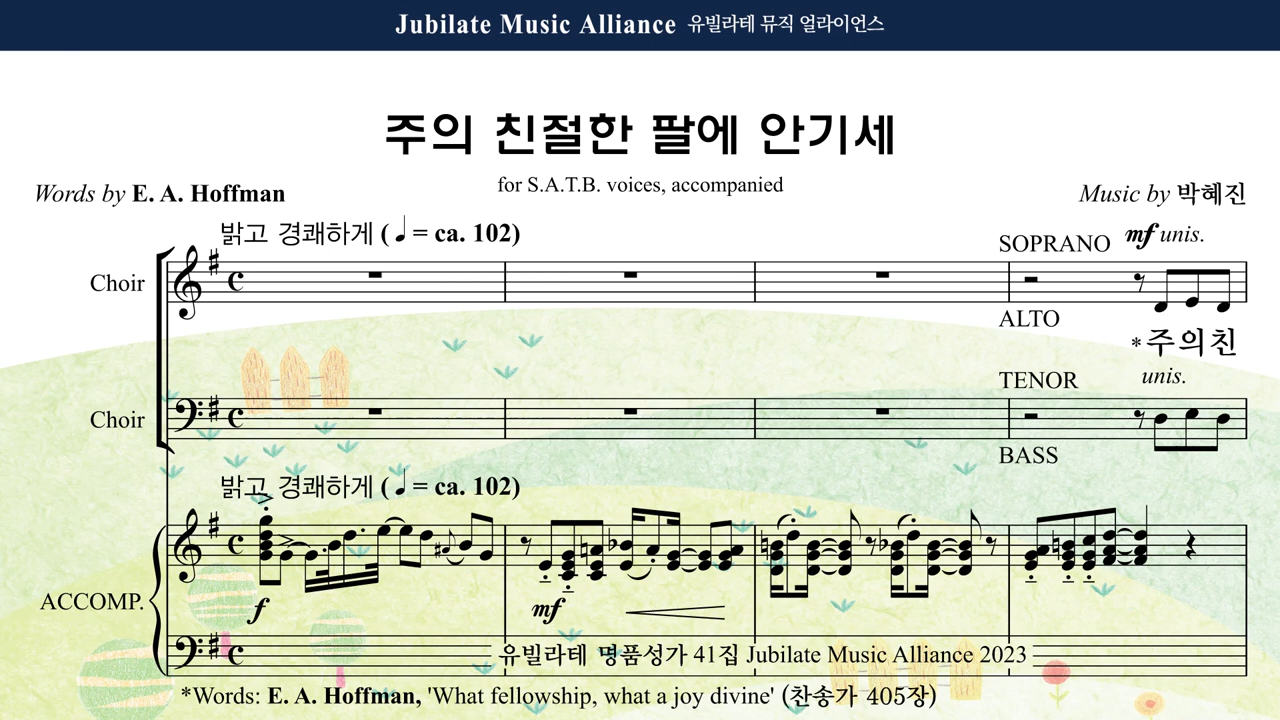 Jubilate Music Alliance 유빌라테 뮤직 얼라이언스
주의 친절한 팔에 안기세
for S.A.T.B. voices, accompanied
Words by E. A. Hoffman
Music by 박혜진
밝고 경쾌하게 (♩ = ca. 102)
SOPRANO mf unis.
Choir
ALTO
*주의친
TENOR unis.
Choir
BASS
밝고 경쾌하게 (♩ = ca. 102)
ACCOMP.
f mf
유빌라테 명품성가 41집 Jubilate Music Alliance 2023
*Words: E. A. Hoffman, 'What fellowship, what a joy divine' (찬송가 405장)